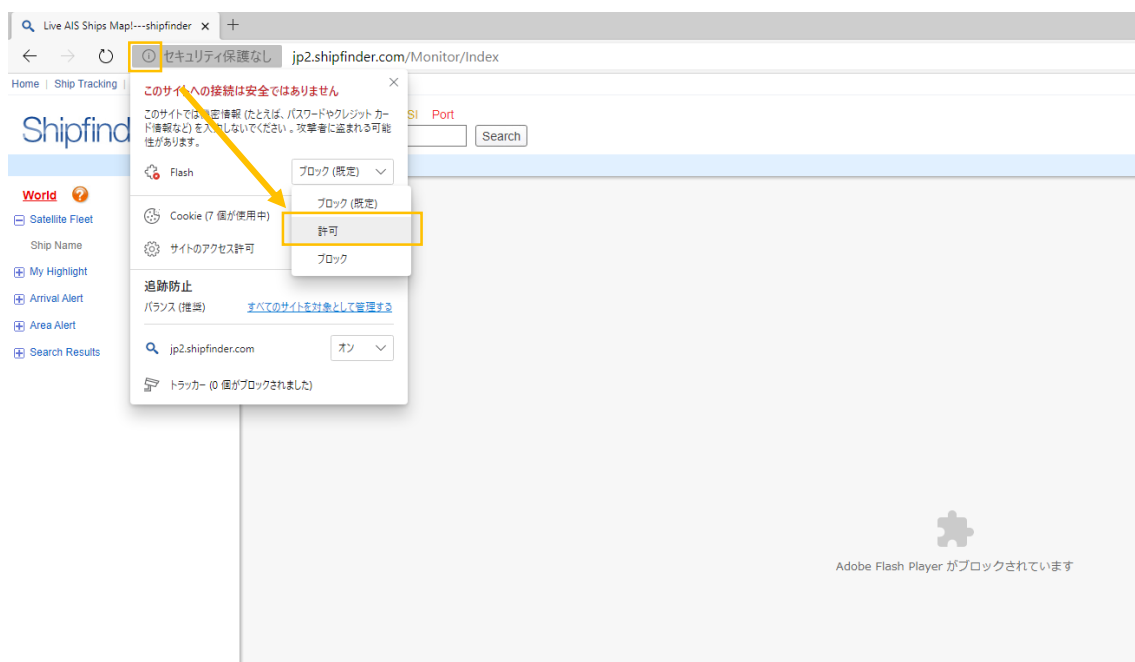 Live AIS Ships Map!---shipfinder
セキュリティ保護なし jp2.shipfinder.com/Monitor/Index
Home | Ship Tracking |
このサイトへの接続は安全ではありません
このサイトでは機密情報 (たとえば、パスワードやクレジット カー
ド情報など) を入力しないでください 。攻撃者に盗まれる可能
性があります。
Port
Shipfind
Search
Flash ブロック (既定)
ブロック (既定)
許可
ブロック
World
Satellite Fleet
Ship Name
My Highlight
Arrival Alert
Area Alert
Search Results
Cookie (7 個が使用中)
サイトのアクセス許可
追跡防止
バランス (推奨) すべてのサイトを対象として管理する
jp2.shipfinder.com オン
トラッカー (0 個がブロックされました)
Adobe Flash Player がブロックされています